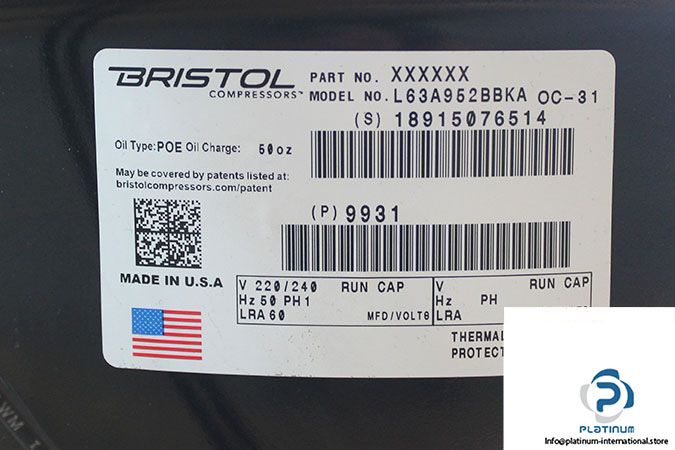 BRISTOL
COMPRESSORS™
PART NO. XXXXXX
MODEL NO. L63A952BBKA OC-31
(S) 18915076514
Oil Type: POE Oil Charge: 50oz
May be covered by patents listed at:
bristolcompressors.com/patent
(P) 9931
MADE IN U.S.A
V 220/240 RUN CAP
Hz 50 PH 1
LRA 60 MFD/VOLTS
V RUN CAP
Hz PH
LRA
THERMAL
PROTEC
PLATINUM
info@platinum-international.store